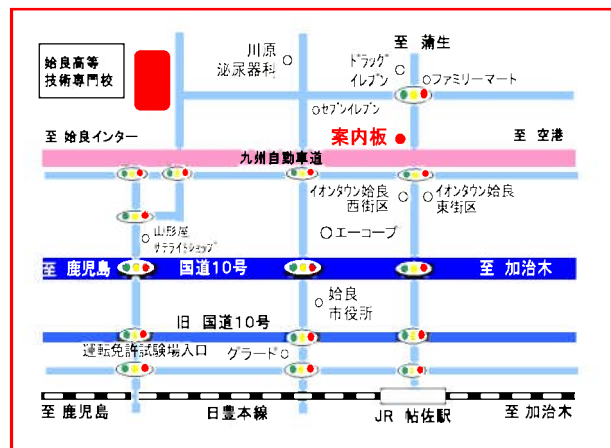 姶良高等
技術専門校
川原
泌尿器科
ドラッグ
イレブン
至 蒲生
ファミリーマート
セブンイレブン
案内板
至 姶良インター
至 空港
九州自動車道
イオンタウン姶良
西街区
イオンタウン姶良
東街区
山形屋
サテライトショップ
エーコープ
至 鹿児島
国道10号
至 加治木
姶良
市役所
旧 国道10号
運転免許試験場入口
グラード
至 鹿児島
日豊本線
JR 帖佐駅
至 加治木